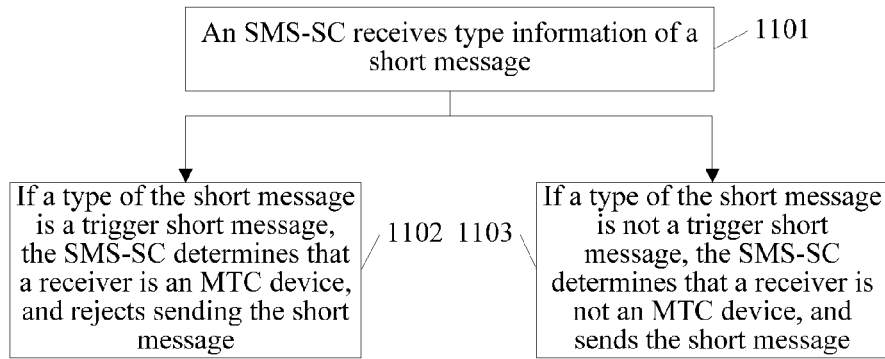 An SMS-SC receives type information of a
short message
1101
If a type of the short message
is a trigger short message,
the SMS-SC determines that
a receiver is an MTC device,
and rejects sending the short
message
1102
1103
If a type of the short message
is not a trigger short
message, the SMS-SC
determines that a receiver is
not an MTC device, and
sends the short message